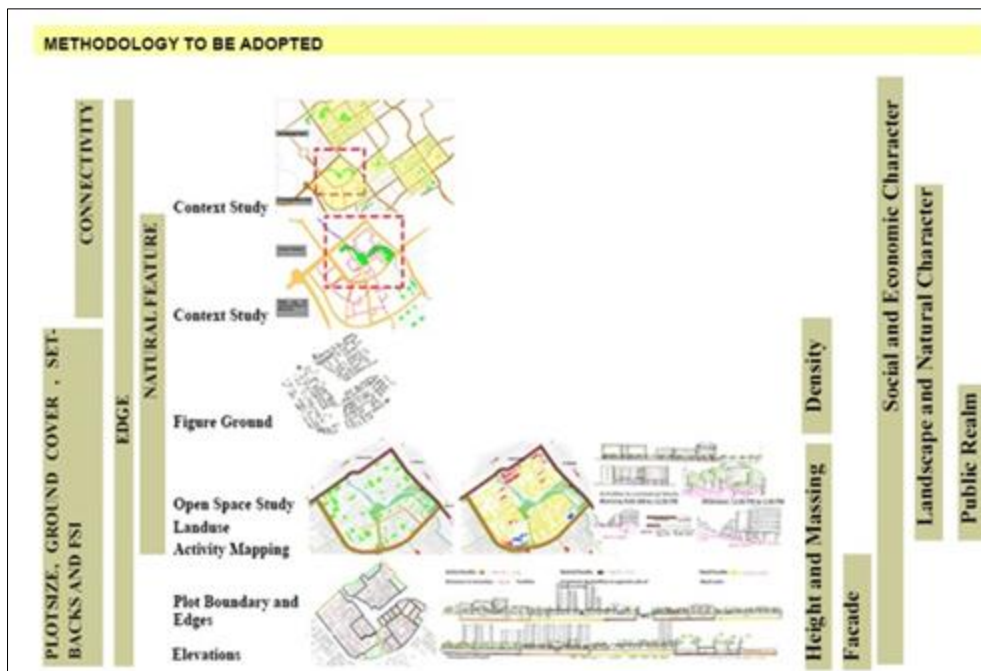 METHODOLOGY TO BE ADOPTED
CONNECTIVITY
PLOTSIZE, GROUND COVER , SET-
BACKS AND FSI
EDGE
NATURAL FEATURE
Context Study
Context Study
Figure Ground
Open Space Study
Landuse
Activity Mapping
Plot Boundary and
Edges
Elevations
Density
Height and Massing
Facade
Social and Economic Character
Landscape and Natural Character
Public Realm